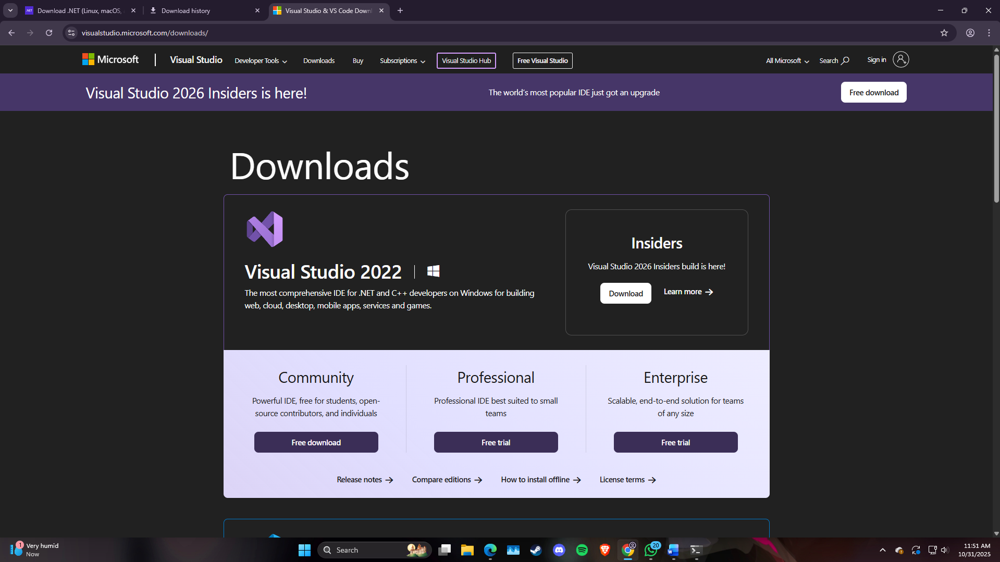 Download .NET (Linux, macOS,
Download history
Visual Studio & VS Code Downl
visualstudio.microsoft.com/downloads/
Microsoft
Visual Studio
Developer Tools
Downloads
Buy
Subscriptions
Visual Studio Hub
Free Visual Studio
All Microsoft
Search
Sign in
Visual Studio 2026 Insiders is here!
The world's most popular IDE just got an upgrade
Free download
Downloads
Visual Studio 2022
The most comprehensive IDE for .NET and C++ developers on Windows for building
web, cloud, desktop, mobile apps, services and games.
Insiders
Visual Studio 2026 Insiders build is here!
Download
Learn more
Community
Powerful IDE, free for students, open-
source contributors, and individuals
Free download
Professional
Professional IDE best suited to small
teams
Free trial
Enterprise
Scalable, end-to-end solution for teams
of any size
Free trial
Release notes
Compare editions
How to install offline
License terms
1
Very humid
Now
Search
20
11:51 AM
10/31/2025